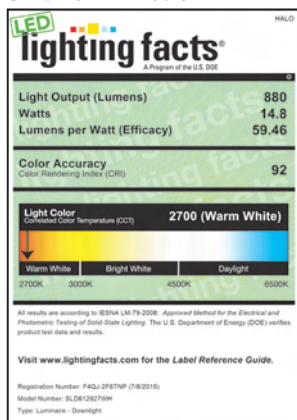 HALO
LED
lighting facts®
A Program of the U.S. DOE
Light Output (Lumens) 880
Watts 14.8
Lumens per Watt (Efficacy) 59.46
Color Accuracy
Color Rendering Index (CRI) 92
Light Color
Correlated Color Temperature (CCT) 2700 (Warm White)
Warm White Bright White Daylight
2700K 3000K 4500K 6500K
All results are according to IESNA LM-79-2008: Approved Method for the Electrical and
Photometric Testing of Solid-State Lighting. The U.S. Department of Energy (DOE) verifies
product test data and results.
Visit www.lightingfacts.com for the Label Reference Guide.
Registration Number: F4QJ-2F6TNP (7/8/2015)
Model Number: SLD612927WH
Type: Luminaire - Downlight